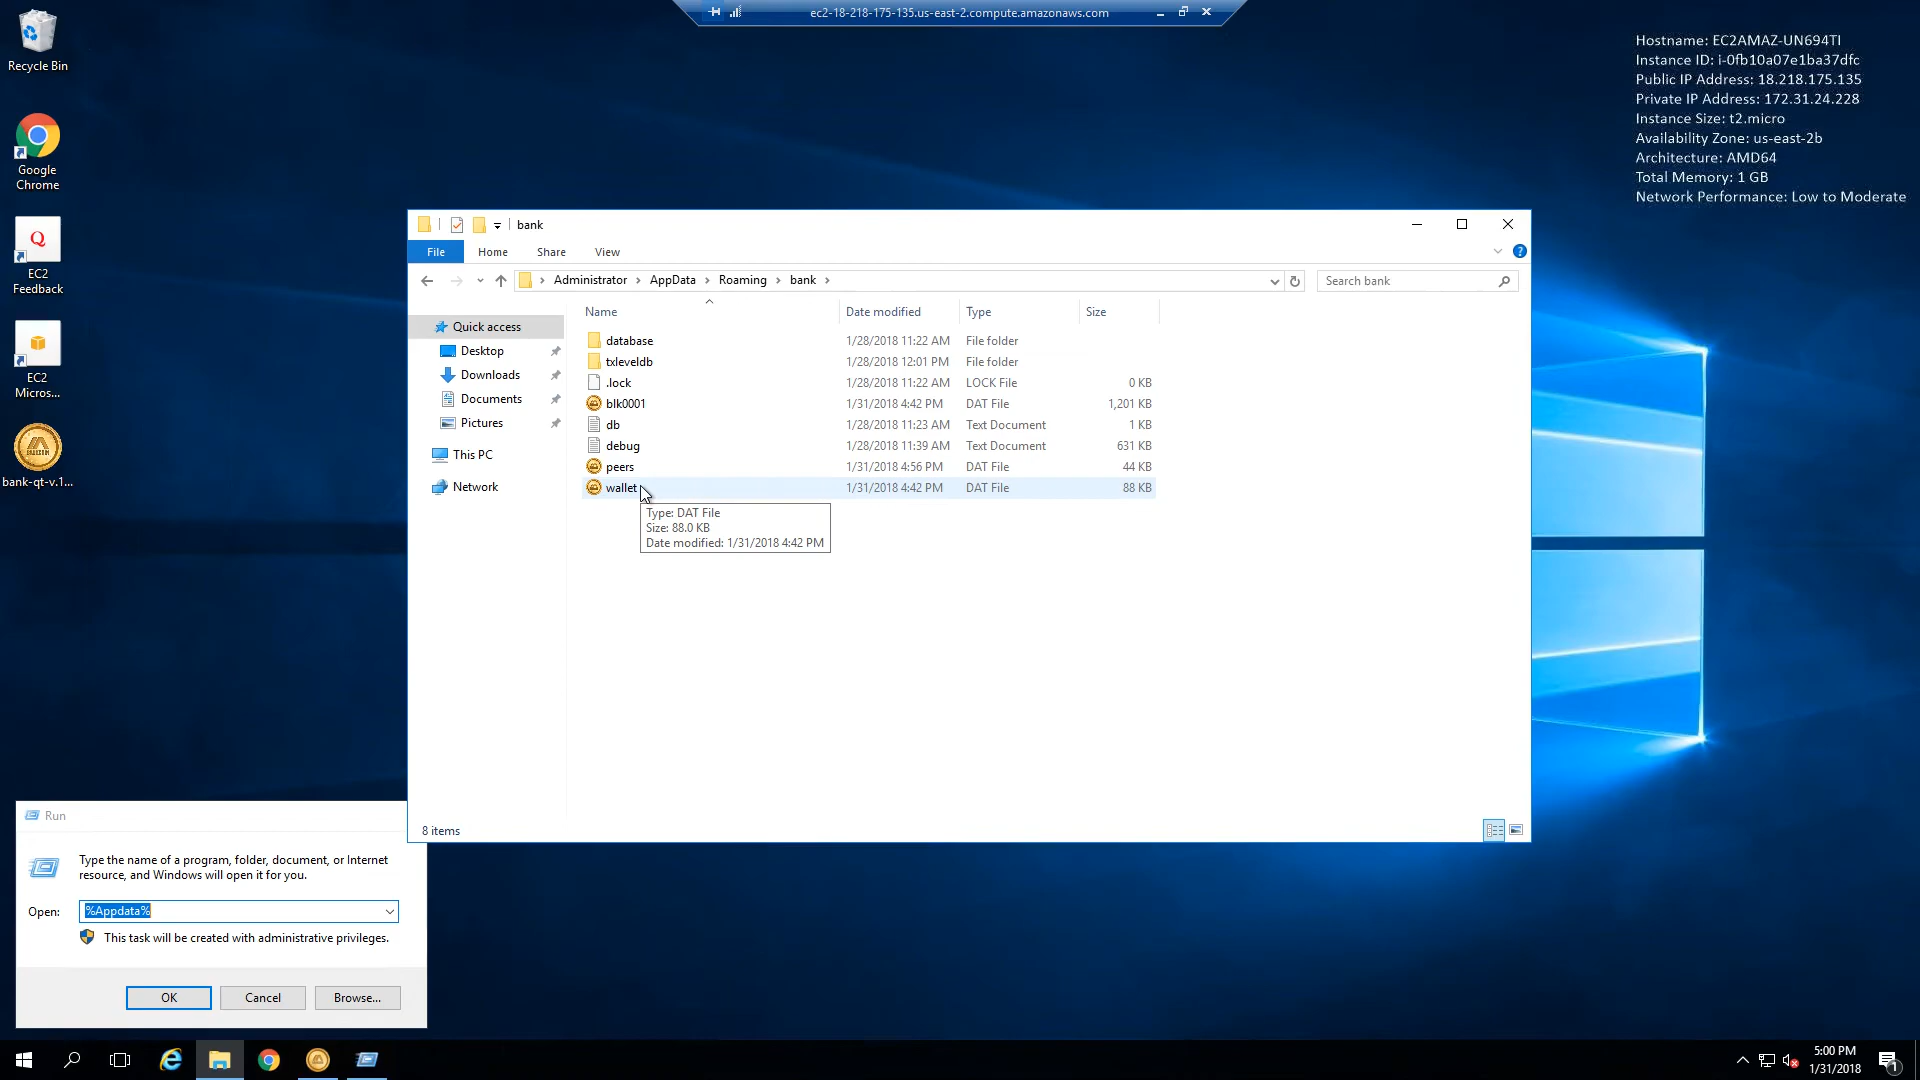 ec2-18-218-175-135.us-east-2.compute.amazonaws.com
Recycle Bin
Google
Chrome
EC2
Feedback
EC2
Micros...
bank-qt-v.1...
Hostname: EC2AMAZ-UN694TI
Instance ID: i-0fb10a07e1ba37dfc
Public IP Address: 18.218.175.135
Private IP Address: 172.31.24.228
Instance Size: t2.micro
Availability Zone: us-east-2b
Architecture: AMD64
Total Memory: 1 GB
Network Performance: Low to Moderate
bank
File Home Share View
Administrator AppData Roaming bank
Search bank
Quick access
Desktop
Downloads
Documents
Pictures
This PC
Network
Name Date modified Type Size
database 1/28/2018 11:22 AM File folder
txleveldb 1/28/2018 12:01 PM File folder
.lock 1/28/2018 11:22 AM LOCK File 0 KB
blk0001 1/31/2018 4:42 PM DAT File 1,201 KB
db 1/28/2018 11:23 AM Text Document 1 KB
debug 1/28/2018 11:39 AM Text Document 631 KB
peers 1/31/2018 4:56 PM DAT File 44 KB
wallet 1/31/2018 4:42 PM DAT File 88 KB
Type: DAT File
Size: 88.0 KB
Date modified: 1/31/2018 4:42 PM
8 items
Run
Type the name of a program, folder, document, or Internet
resource, and Windows will open it for you.
Open: %Appdata%
This task will be created with administrative privileges.
OK Cancel Browse...
5:00 PM
1/31/2018
1